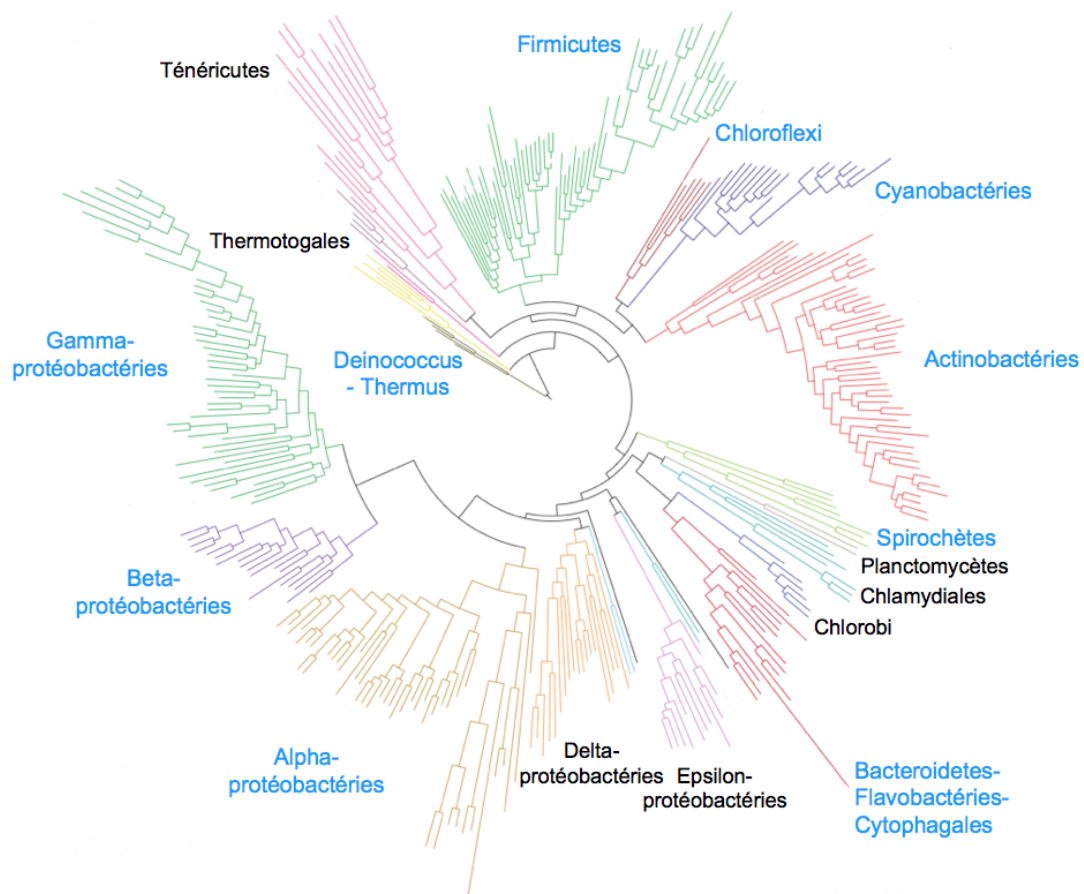 Firmicutes
Ténéricutes
Chloroflexi
Cyanobactéries
Thermotogales
Gamma-
protéobactéries
Deinococcus
- Thermus
Actinobactéries
Spirochètes
Planctomycètes
Chlamydiales
Chlorobi
Beta-
protéobactéries
Alpha-
protéobactéries
Delta-
protéobactéries
Epsilon-
protéobactéries
Bacteroidetes-
Flavobactéries-
Cytophagales